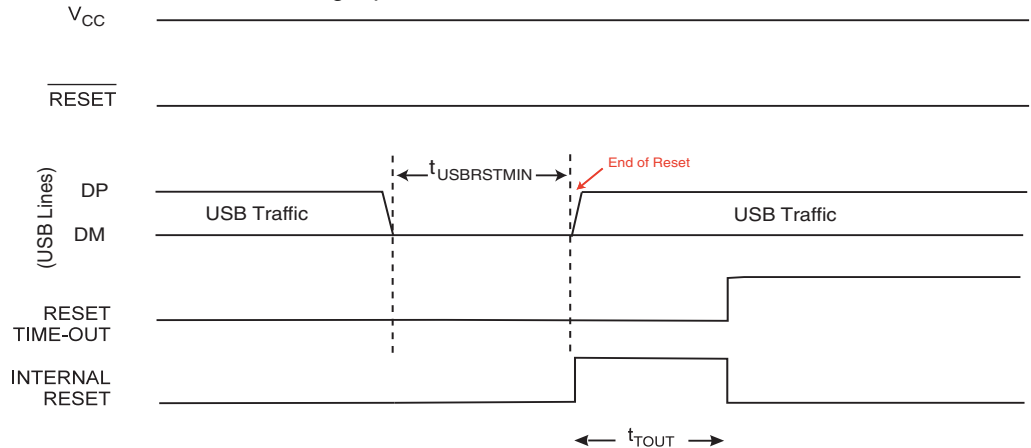 VCC
RESET
(USB Lines)
DP
DM
tUSBRSTMIN
End of Reset
USB Traffic
USB Traffic
RESET
TIME-OUT
INTERNAL
RESET
tTOUT